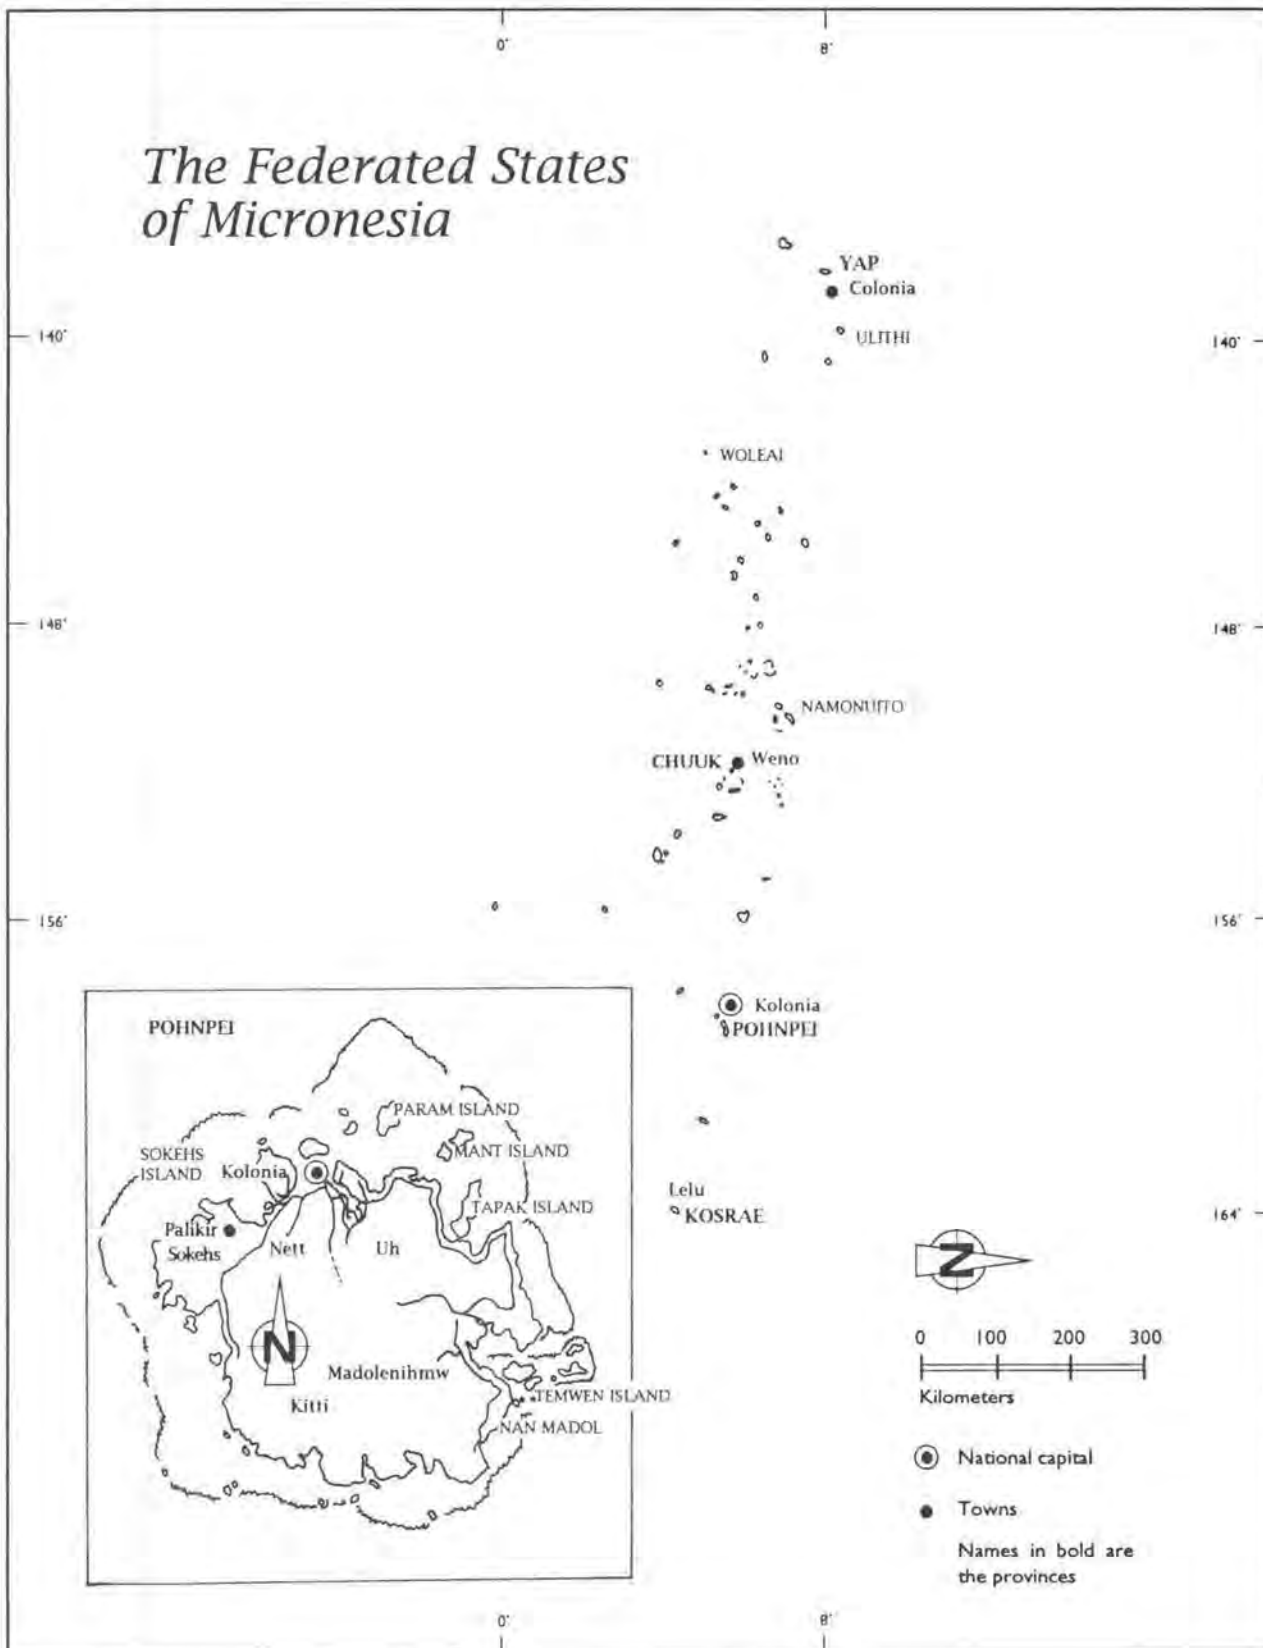 0°
8°
The Federated States
of Micronesia
YAP
Colonia
140°
ULITHI
140°
WOLEAI
148°
148°
NAMONUITO
CHUUK
Weno
156°
156°
Kolonia
POHNPEI
POHNPEI
PARAM ISLAND
SOKEHS
ISLAND
Kolonia
MANT ISLAND
TAPAK ISLAND
Palikir
Sokehs
Nett
Uh
N
Madolenihmw
Kitti
TEMWEN ISLAND
NAN MADOL
Lelu
KOSRAE
164°
N
0 100 200 300
Kilometers
National capital
Towns
Names in bold are
the provinces
0°
8°